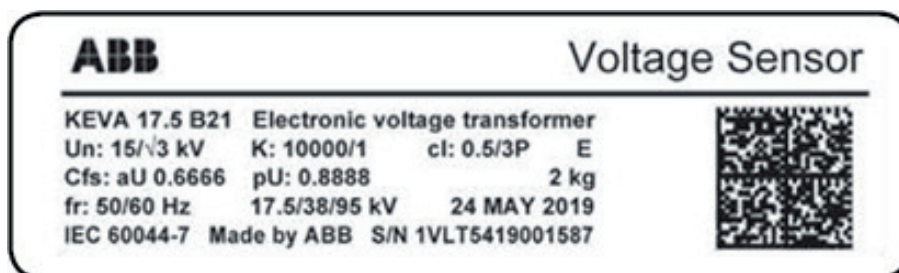 ABB Voltage Sensor
KEVA 17.5 B21 Electronic voltage transformer
Un: 15/√3 kV K: 10000/1 cl: 0.5/3P E
Cfs: aU 0.6666 pU: 0.8888 2 kg
fr: 50/60 Hz 17.5/38/95 kV 24 MAY 2019
IEC 60044-7 Made by ABB S/N 1VLT5419001587